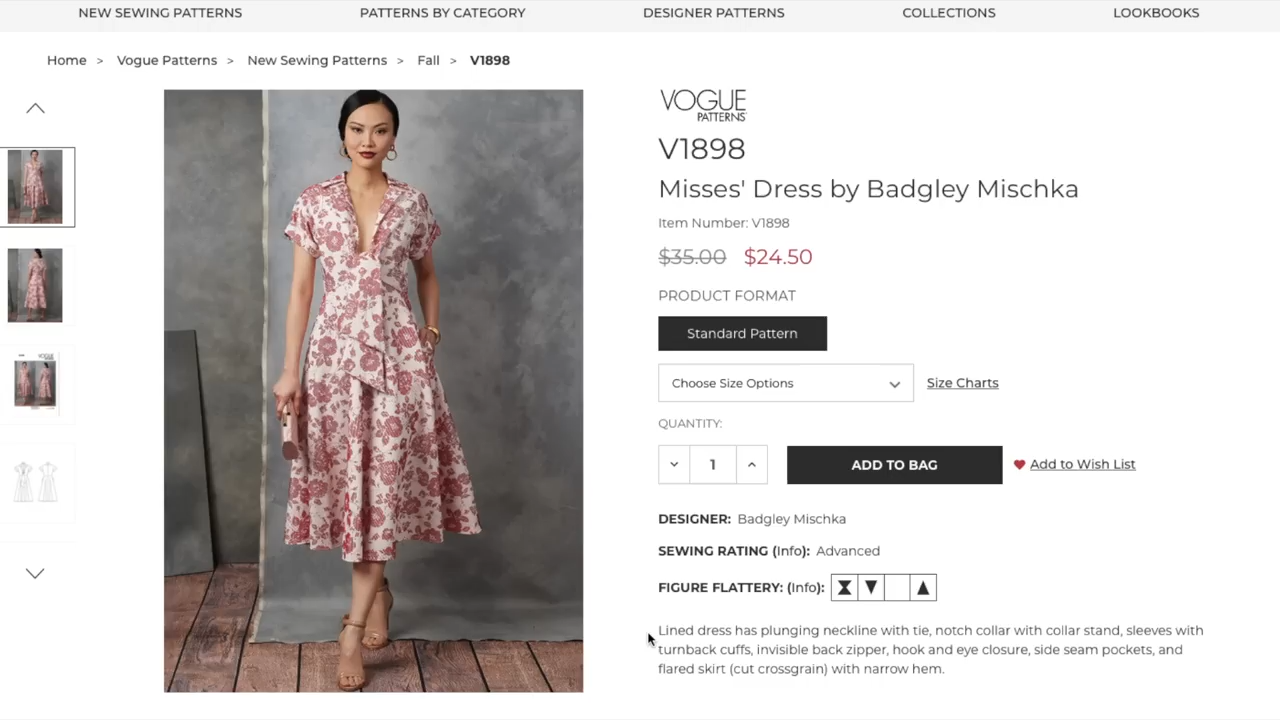 NEW SEWING PATTERNS PATTERNS BY CATEGORY DESIGNER PATTERNS COLLECTIONS LOOKBOOKS
Home > Vogue Patterns > New Sewing Patterns > Fall > V1898
VOGUE
PATTERNS
V1898
Misses' Dress by Badgley Mischka
Item Number: V1898
$35.00 $24.50
PRODUCT FORMAT
Standard Pattern
Choose Size Options Size Charts
QUANTITY:
1 ADD TO BAG Add to Wish List
DESIGNER: Badgley Mischka
SEWING RATING (Info): Advanced
FIGURE FLATTERY: (Info):
Lined dress has plunging neckline with tie, notch collar with collar stand, sleeves with
turnback cuffs, invisible back zipper, hook and eye closure, side seam pockets, and
flared skirt (cut crossgrain) with narrow hem.